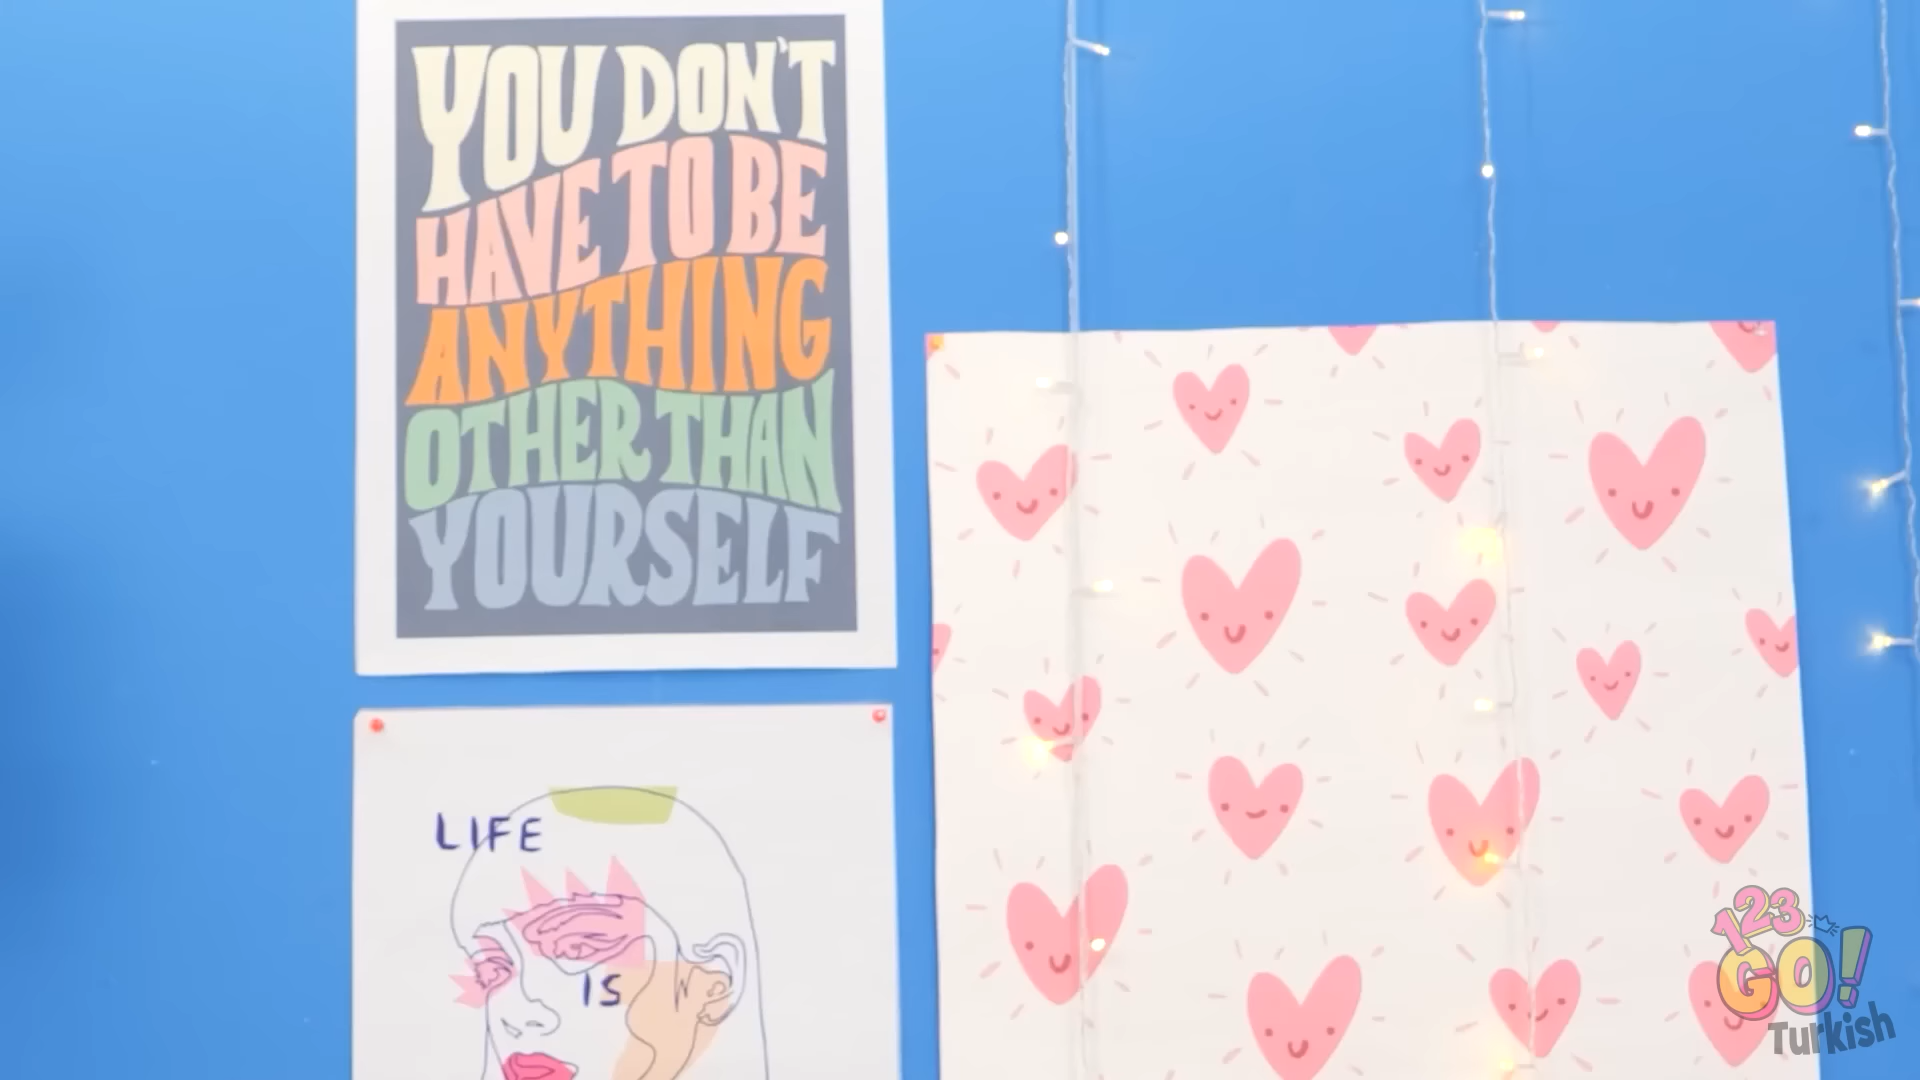 YOU DON'T
HAVE TO BE
ANYTHING
OTHER THAN
YOURSELF
LIFE
IS
123
GO!
Turkish